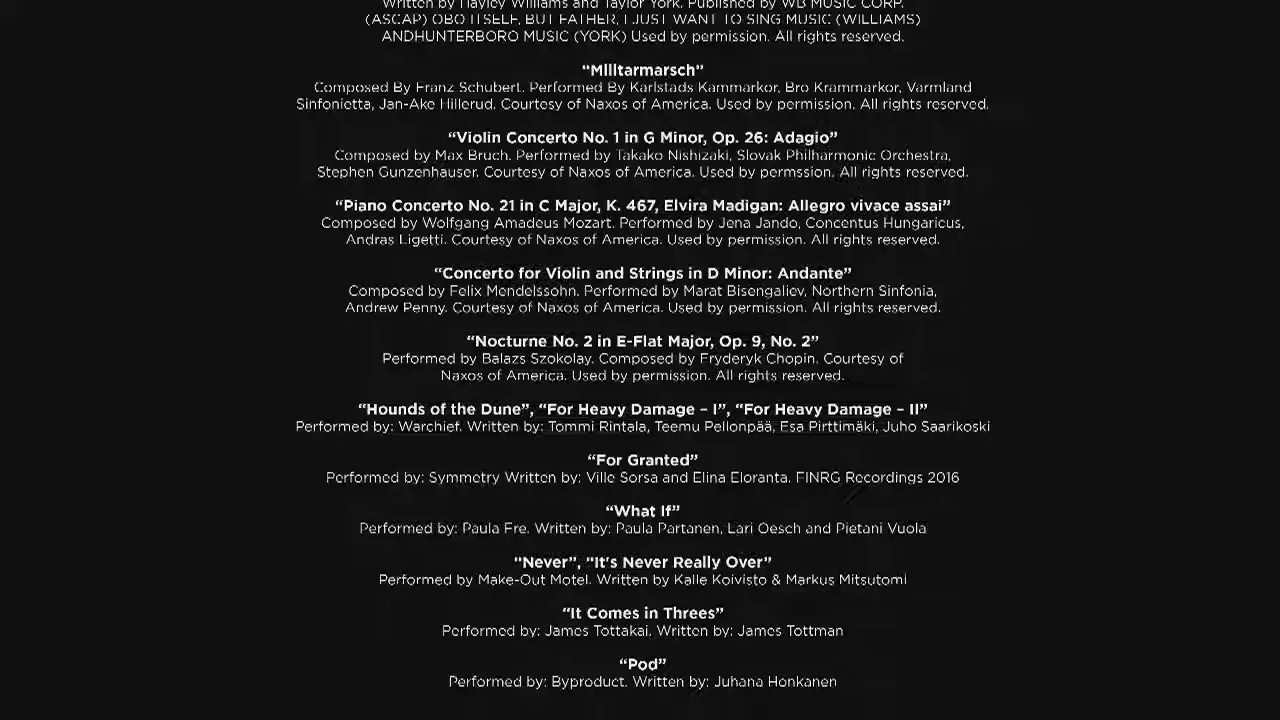 Written by Hayley Williams and Taylor York. Published by WB MUSIC CORP.
(ASCAP) OBO ITSELF, BUT FATHER, I JUST WANT TO SING MUSIC (WILLIAMS)
ANDHUNTERBORO MUSIC (YORK) Used by permission. All rights reserved.
“Militarmarsch”
Composed By Franz Schubert. Performed By Karlstads Kammarkor, Bro Krammarkor, Varmland
Sinfonietta, Jan-Ake Hillerud. Courtesy of Naxos of America. Used by permssion. All rights reserved.
“Violin Concerto No. 1 in G Minor, Op. 26: Adagio”
Composed by Max Bruch. Performed by Takako Nishizaki, Slovak Philharmonic Orchestra,
Stephen Gunzenhauser. Courtesy of Naxos of America. Used by permssion. All rights reserved.
“Piano Concerto No. 21 in C Major, K. 467, Elvira Madigan: Allegro vivace assai”
Composed by Wolfgang Amadeus Mozart. Performed by Jena Jando, Concentus Hungaricus,
Andras Ligeti. Courtesy of Naxos of America. Used by permission. All rights reserved.
“Concerto for Violin and Strings in D Minor: Andante”
Composed by Felix Mendelssohn. Performed by Marat Bisengaliev, Northern Sinfonia,
Andrew Penny. Courtesy of Naxos of America. Used by permission. All rights reserved.
“Nocturne No. 2 in E-Flat Major, Op. 9, No. 2”
Performed by Balazs Szokolay. Composed by Fryderyk Chopin. Courtesy of
Naxos of America. Used by permission. All rights reserved.
“Hounds of the Dune”, “For Heavy Damage – I”, “For Heavy Damage – II”
Performed by: Warchief. Written by: Tommi Rintala, Teemu Pellonpää, Esa Pirttimäki, Juho Saarikoski
“For Granted”
Performed by: Symmetry Written by: Ville Sorsa and Elina Eloranta. FINRG Recordings 2016
“What If”
Performed by: Paula Fre. Written by: Paula Partanen, Lari Oesch and Pietani Vuola
“Never”, “It's Never Really Over”
Performed by Make-Out Motel. Written by Kalle Koivisto & Markus Mitsutomi
“It Comes in Threes”
Performed by: James Tottakai. Written by: James Tottman
“Pod”
Performed by: Byproduct. Written by: Juhana Honkanen